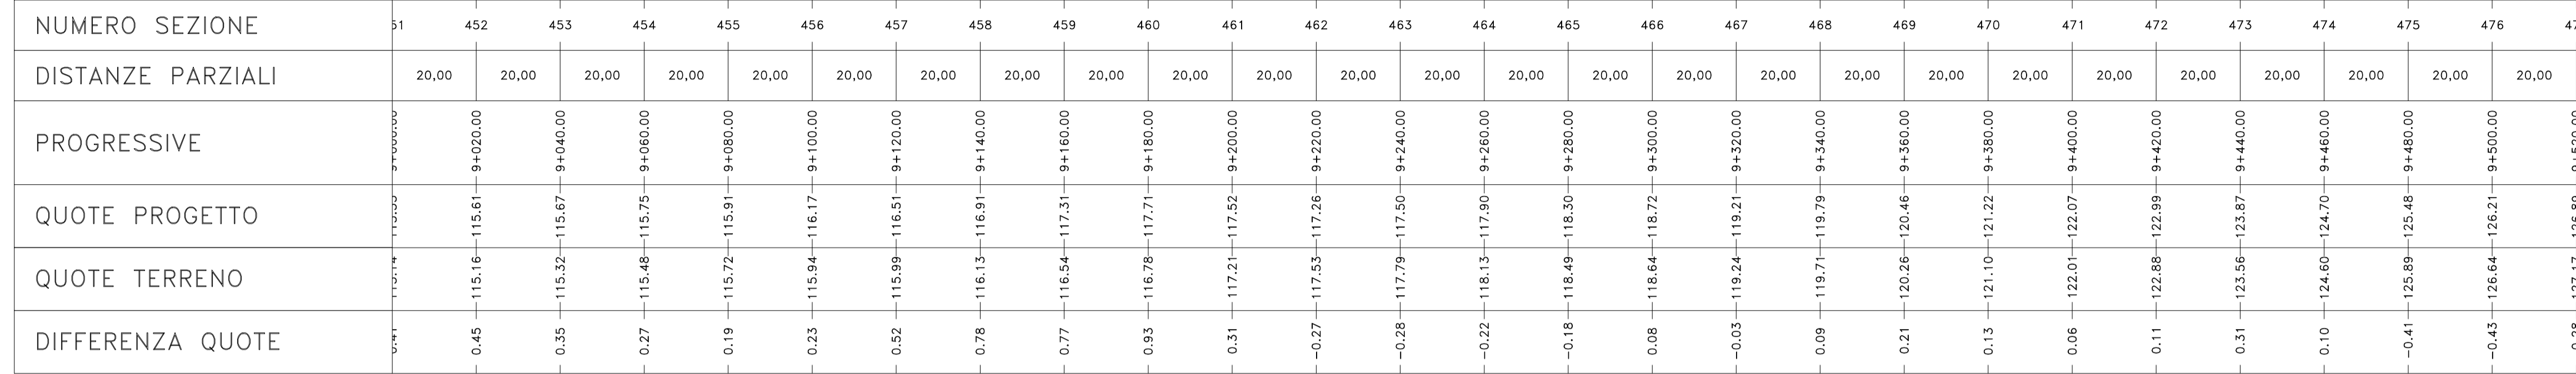 NUMERO SEZIONE 452 453 454 455 456 457 458 459 460 461 462 463 464 465 466 467 468 469 470 471 472 473 474 475 476
DISTANZE PARZIALI 20,00 20,00 20,00 20,00 20,00 20,00 20,00 20,00 20,00 20,00 20,00 20,00 20,00 20,00 20,00 20,00 20,00 20,00 20,00 20,00 20,00 20,00 20,00 20,00 20,00 20,00
PROGRESSIVE 9+020.00 9+040.00 9+060.00 9+080.00 9+100.00 9+120.00 9+140.00 9+160.00 9+180.00 9+200.00 9+220.00 9+240.00 9+260.00 9+280.00 9+300.00 9+320.00 9+340.00 9+360.00 9+380.00 9+400.00 9+420.00 9+440.00 9+460.00 9+480.00 9+500.00
QUOTE PROGETTO 115.61 115.67 115.75 115.91 116.17 116.51 116.91 117.31 117.71 117.52 117.26 117.50 117.90 118.30 118.72 119.21 119.79 120.46 121.22 122.07 122.99 123.87 124.70 125.48 126.21
QUOTE TERRENO 115.16 115.32 115.48 115.72 115.94 115.99 116.13 116.54 116.78 117.21 117.53 117.79 118.13 118.49 118.64 119.24 119.71 120.26 121.10 122.01 122.88 123.56 124.60 125.89 126.64
DIFFERENZA QUOTE 0.45 0.35 0.27 0.19 0.23 0.52 0.78 0.77 0.93 0.31 -0.27 -0.28 -0.22 -0.18 0.08 -0.03 0.09 0.21 0.13 0.06 0.11 0.31 0.10 -0.41 -0.43